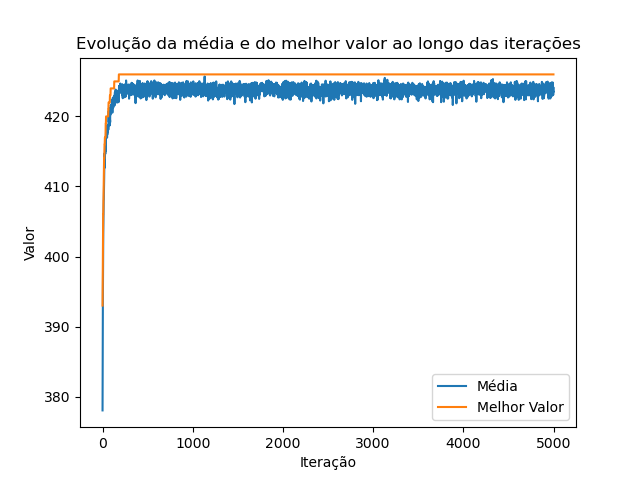 Evolução da média e do melhor valor ao longo das iterações
Valor
420
410
400
390
380
0 1000 2000 3000 4000 5000
Iteração
Média
Melhor Valor